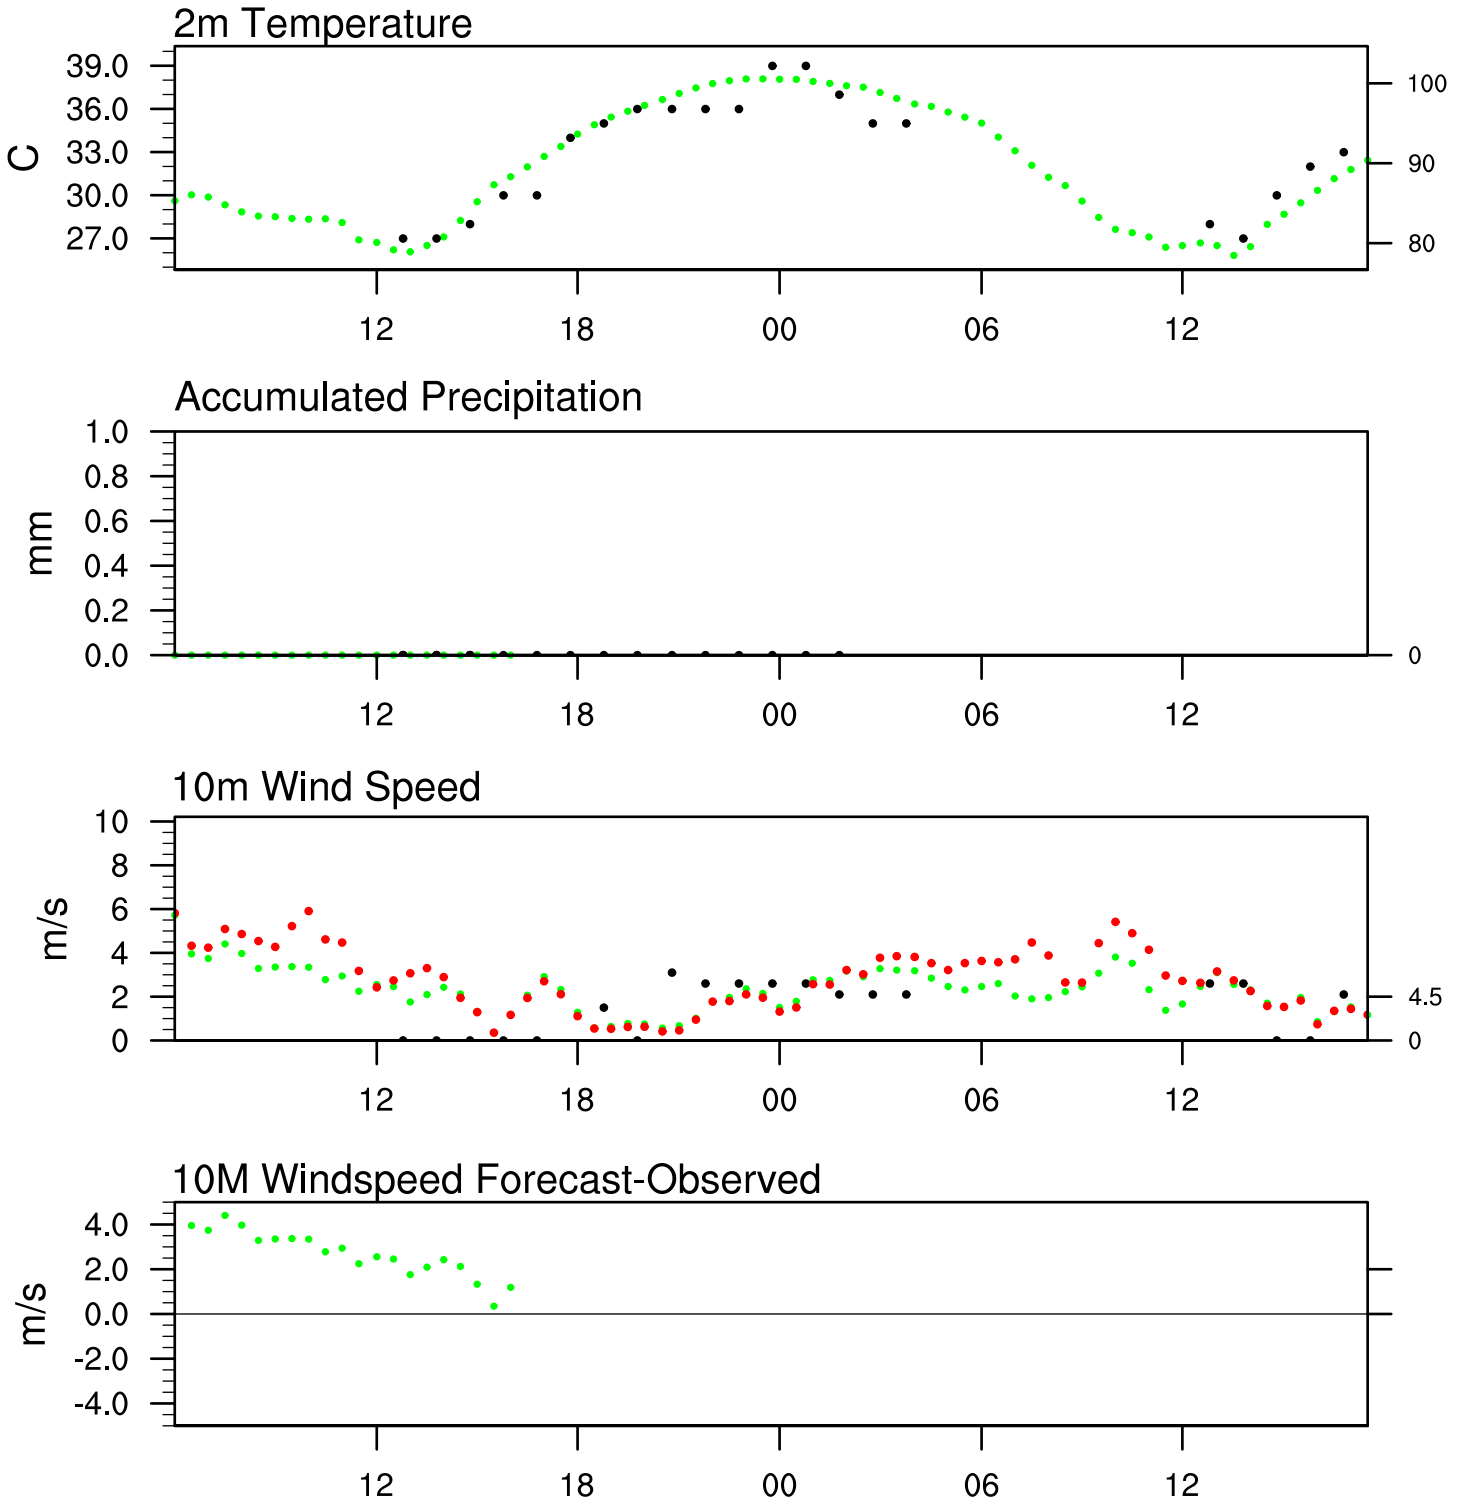 2m Temperature
C
39.0
36.0
33.0
30.0
27.0
100
90
80
12 18 00 06 12
Accumulated Precipitation
mm
1.0
0.8
0.6
0.4
0.2
0.0
0
12 18 00 06 12
10m Wind Speed
m/s
10
8
6
4
2
0
4.5
0
12 18 00 06 12
10M Windspeed Forecast-Observed
m/s
4.0
2.0
0.0
-2.0
-4.0
12 18 00 06 12